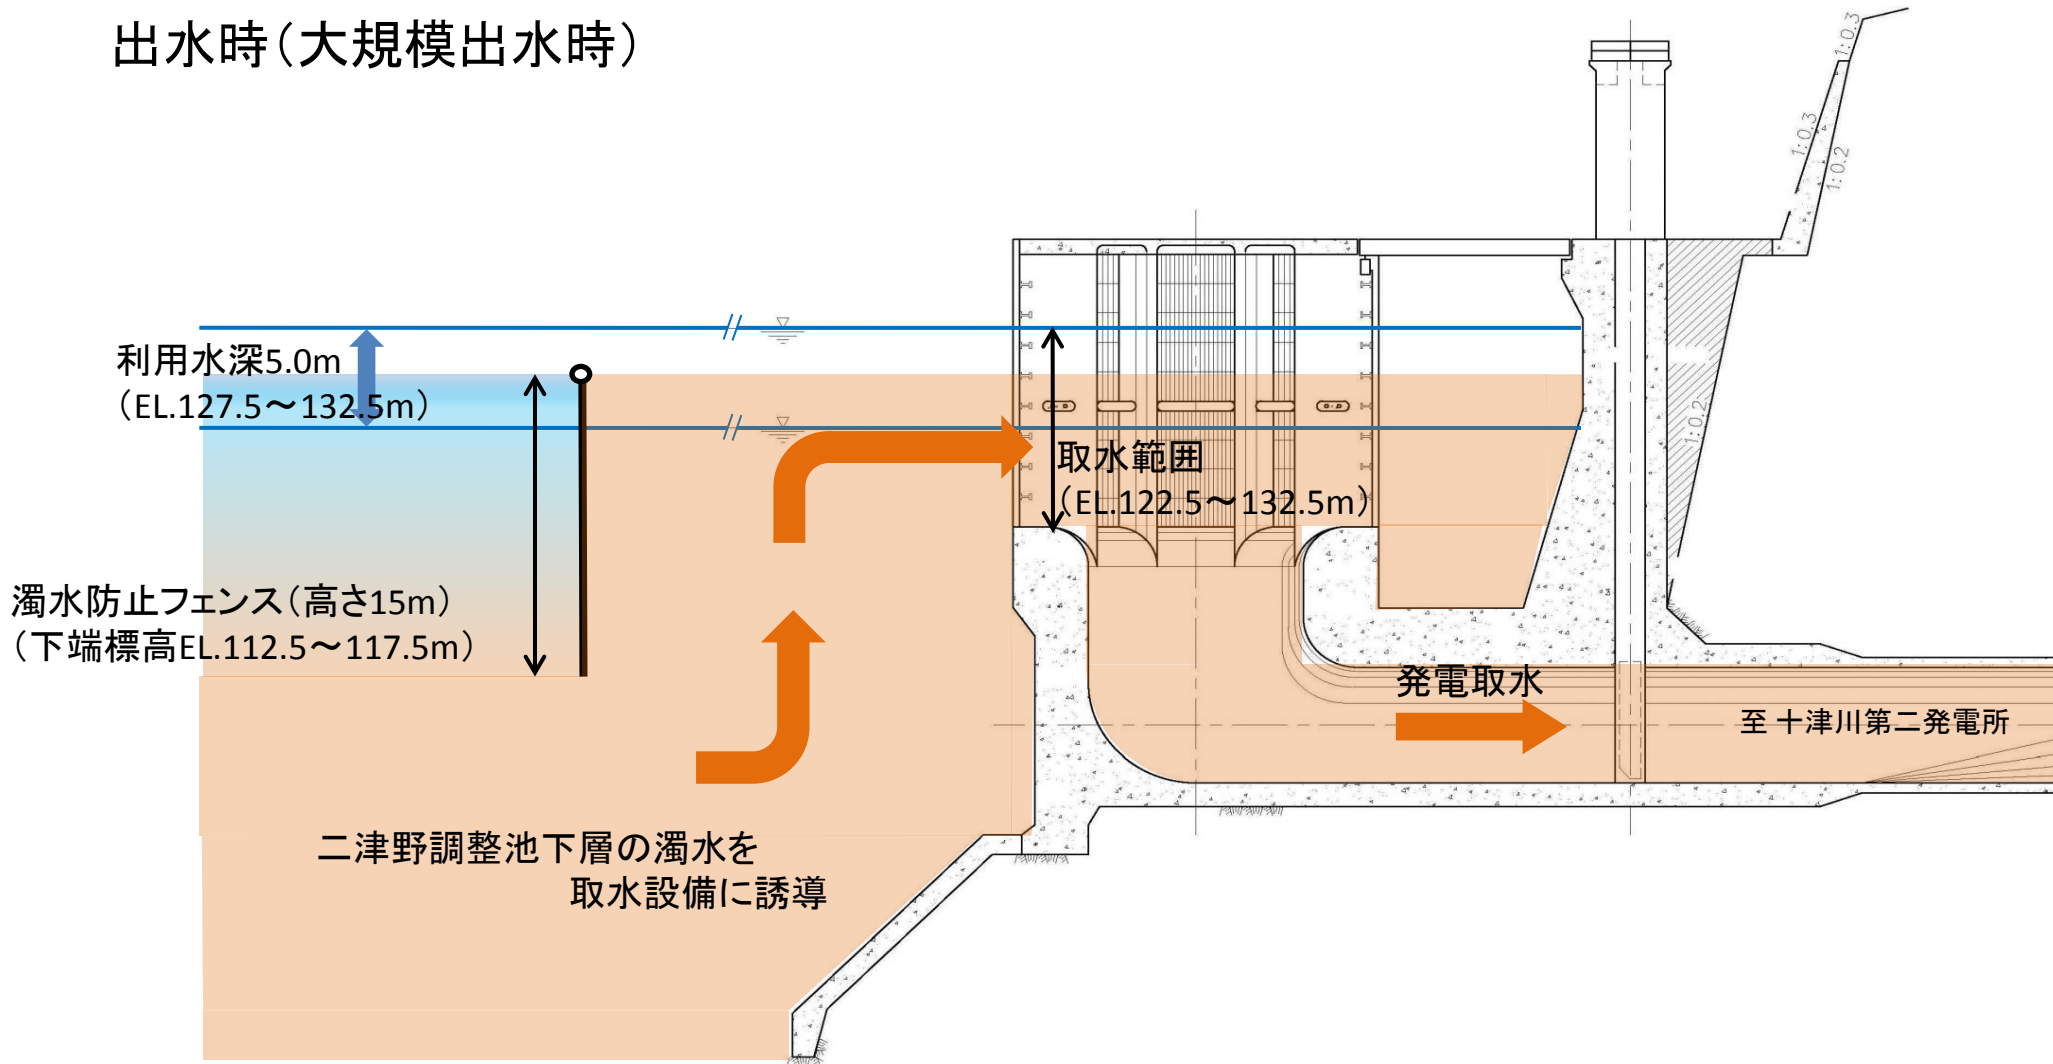 出水時（大規模出水時）
1:0.3
1:0.3
1:0.2
利用水深5.0m
（EL.127.5～132.5m）
1:0.2
取水範囲
（EL.122.5～132.5m）
濁水防止フェンス（高さ15m）
（下端標高EL.112.5～117.5m）
発電取水
至 十津川第二発電所
二津野調整池下層の濁水を
取水設備に誘導